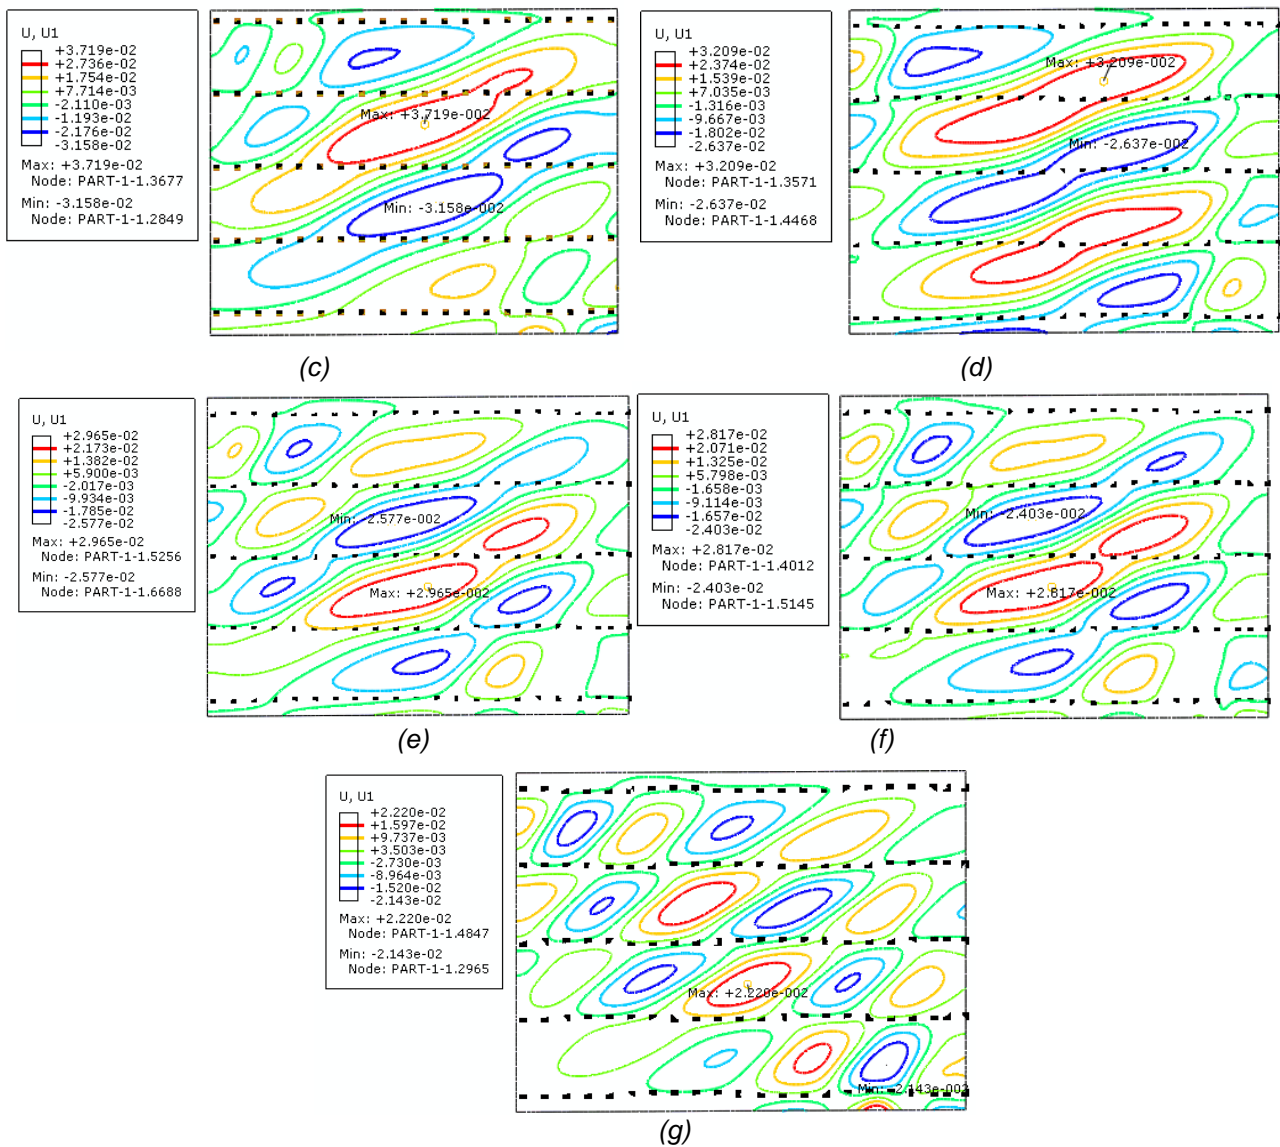 U, U1
+3.719e-02
+2.736e-02
+1.754e-02
+7.714e-03
-2.110e-03
-1.193e-02
-2.176e-02
-3.158e-02
Max: +3.719e-02
Node: PART-1-1.3677
Min: -3.158e-02
Node: PART-1-1.2849
Max: +3.719e-002
Min: -3.158e-002
(c)
U, U1
+3.209e-02
+2.374e-02
+1.539e-02
+7.035e-03
-1.316e-03
-9.667e-03
-1.802e-02
-2.637e-02
Max: +3.209e-02
Node: PART-1-1.3571
Min: -2.637e-02
Node: PART-1-1.4468
Max: +3.209e-002
Min: -2.637e-002
(d)
U, U1
+2.965e-02
+2.173e-02
+1.382e-02
+5.900e-03
-2.017e-03
-9.934e-03
-1.785e-02
-2.577e-02
Max: +2.965e-02
Node: PART-1-1.5256
Min: -2.577e-02
Node: PART-1-1.6688
Min: -2.577e-002
Max: +2.965e-002
(e)
U, U1
+2.817e-02
+2.071e-02
+1.325e-02
+5.798e-03
-1.658e-03
-9.114e-03
-1.657e-02
-2.403e-02
Max: +2.817e-02
Node: PART-1-1.4012
Min: -2.403e-02
Node: PART-1-1.5145
Min: -2.403e-002
Max: +2.817e-002
(f)
U, U1
+2.220e-02
+1.597e-02
+9.737e-03
+3.503e-03
-2.730e-03
-8.964e-03
-1.520e-02
-2.143e-02
Max: +2.220e-02
Node: PART-1-1.4847
Min: -2.143e-02
Node: PART-1-1.2965
Max: +2.220e-002
Min: -2.143e-002
(g)